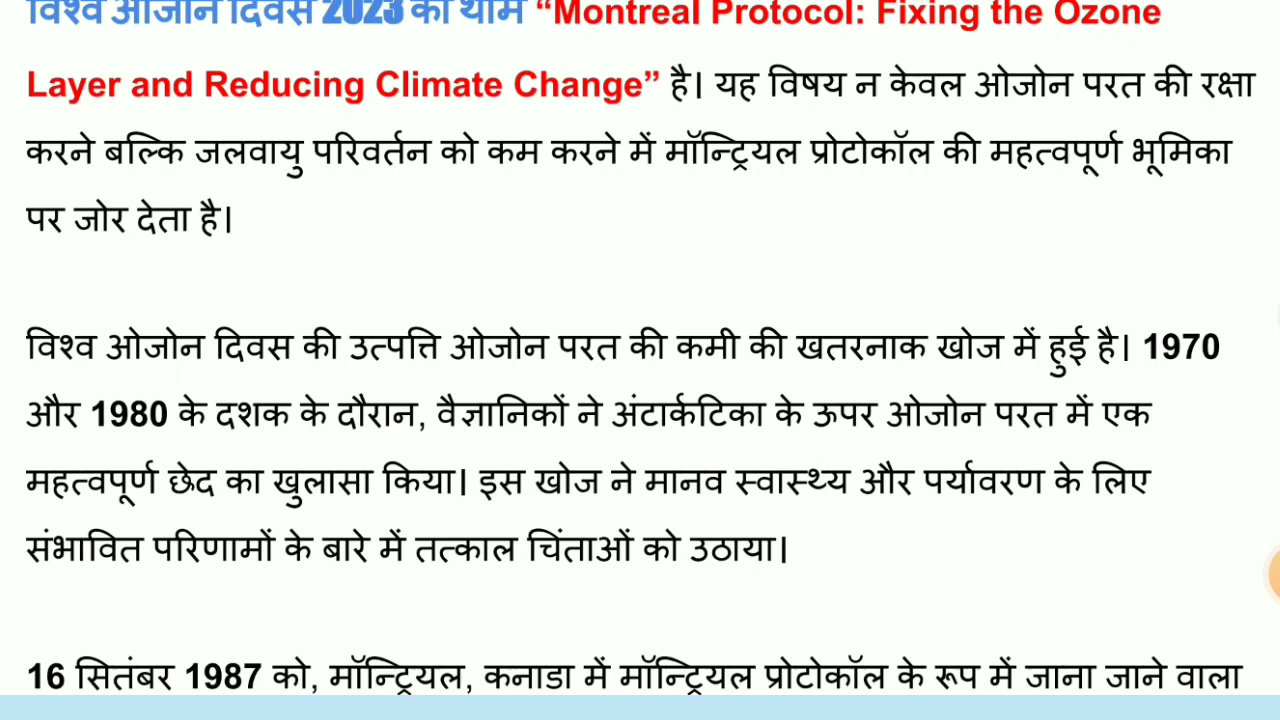 विश्व ओजोन दिवस 2023 की थीम “Montreal Protocol: Fixing the Ozone
Layer and Reducing Climate Change” है। यह विषय न केवल ओजोन परत की रक्षा
करने बल्कि जलवायु परिवर्तन को कम करने में मॉन्ट्रियल प्रोटोकॉल की महत्वपूर्ण भूमिका
पर जोर देता है।
विश्व ओजोन दिवस की उत्पत्ति ओजोन परत की कमी की खतरनाक खोज में हुई है। 1970
और 1980 के दशक के दौरान, वैज्ञानिकों ने अंटार्कटिका के ऊपर ओजोन परत में एक
महत्वपूर्ण छेद का खुलासा किया। इस खोज ने मानव स्वास्थ्य और पर्यावरण के लिए
संभावित परिणामों के बारे में तत्काल चिंताओं को उठाया।
16 सितंबर 1987 को, मॉन्ट्रियल, कनाडा में मॉन्ट्रियल प्रोटोकॉल के रूप में जाना जाने वाला